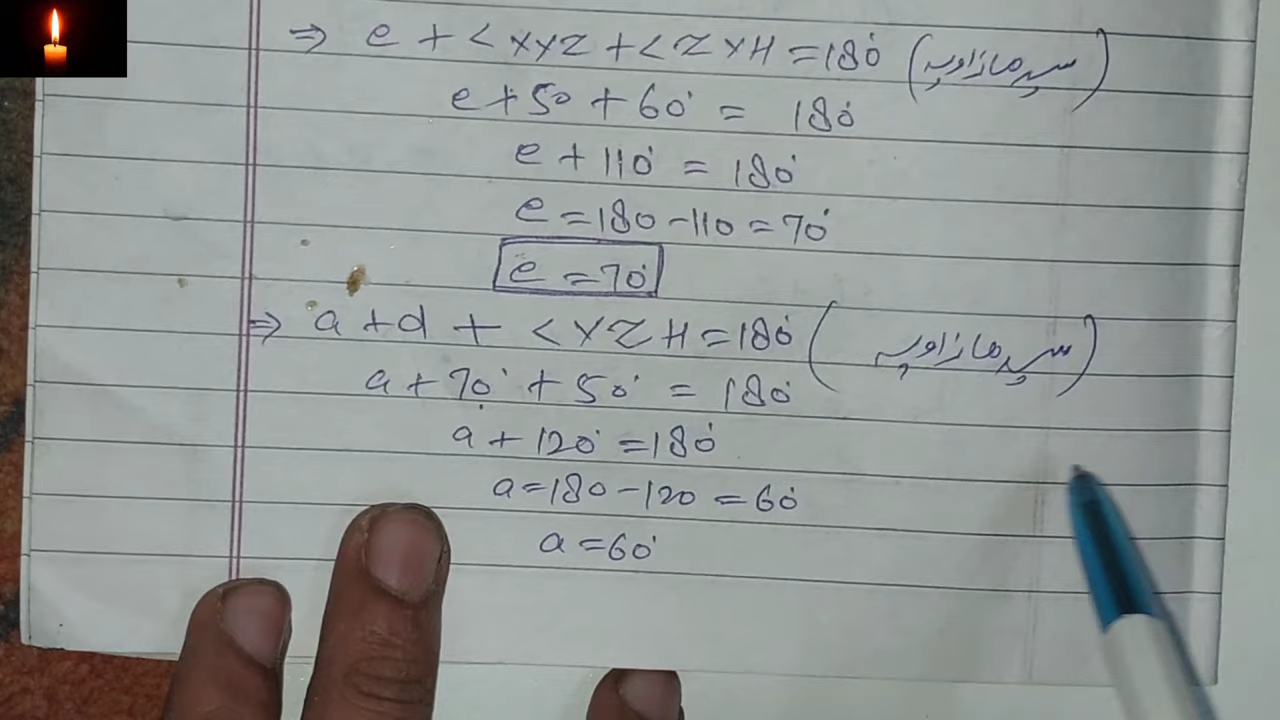 ⇒ e + < XYZ + < ZYH = 180° (سیدھا زاویہ)
e + 50 + 60° = 180°
e + 110° = 180°
e = 180 - 110 = 70°
e = 70°
⇒ a + d + < YZH = 180° (سیدھا زاویہ)
a + 70° + 50° = 180°
a + 120° = 180°
a = 180 - 120 = 60°
a = 60°